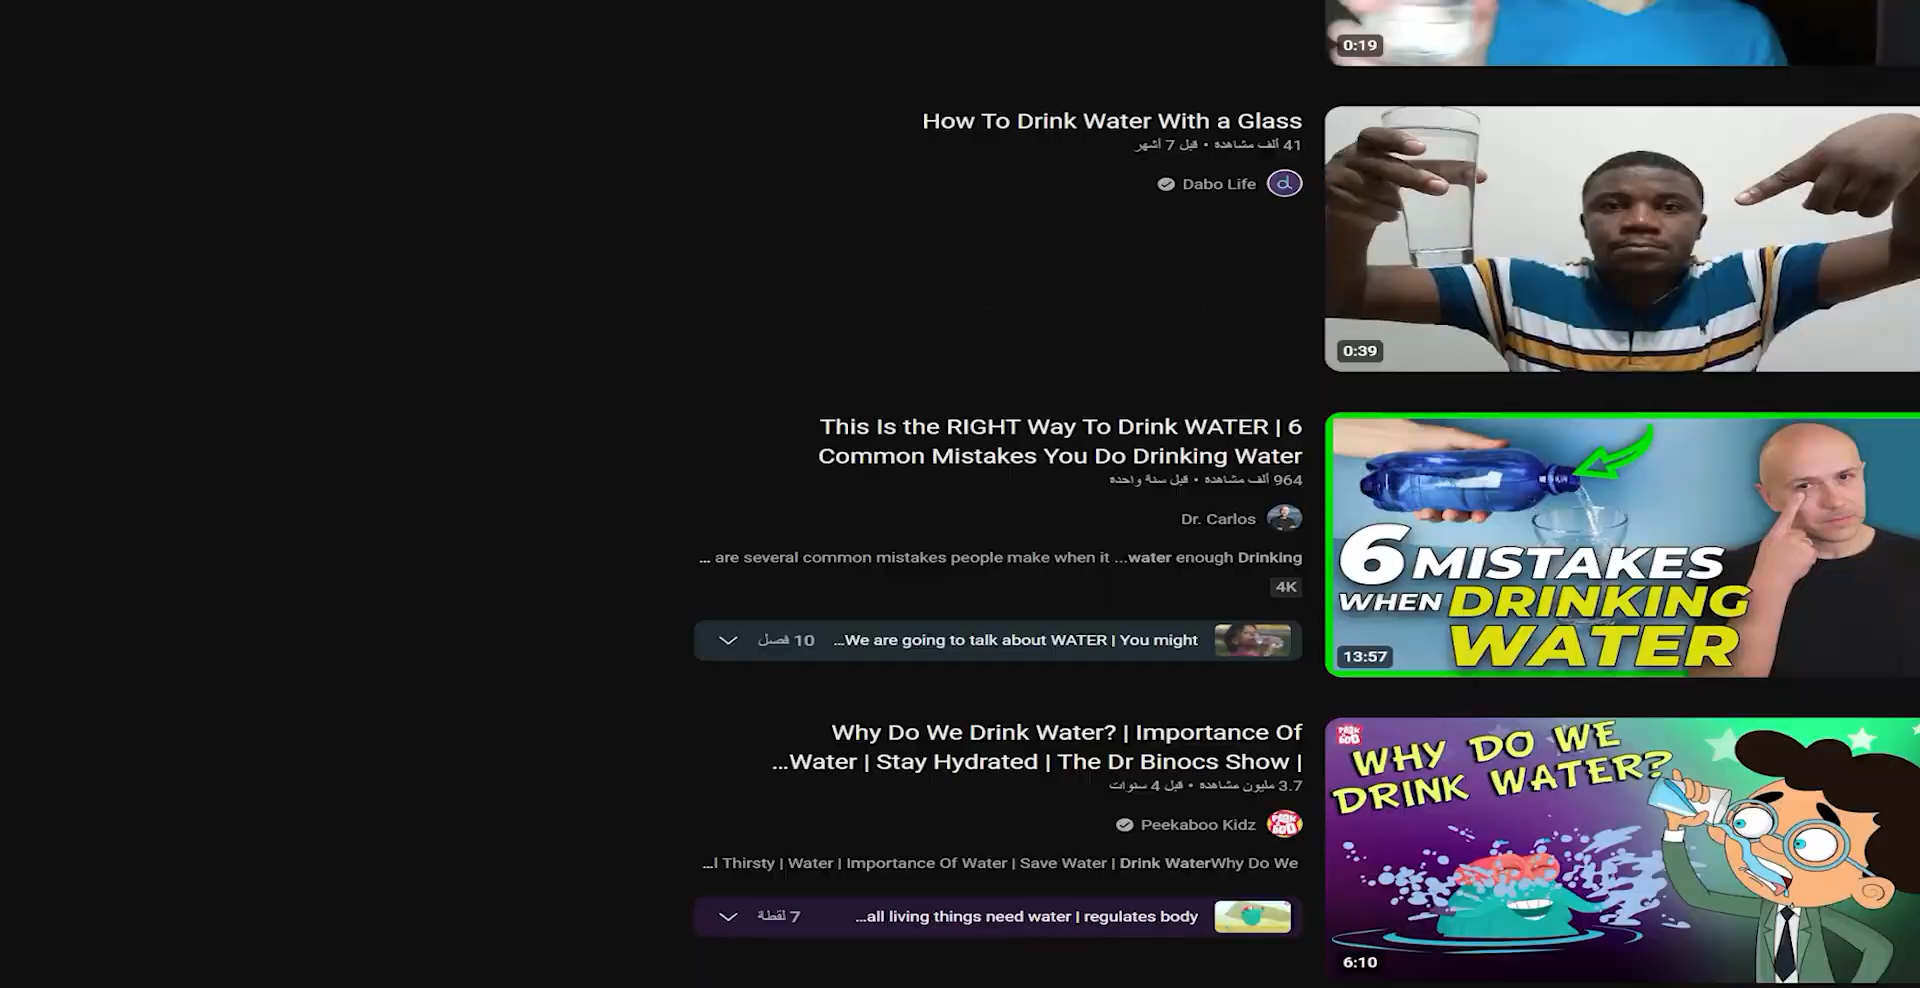 0:19
How To Drink Water With a Glass
41 ألف مشاهدة • قبل 7 أشهر
Dabo Life
d
0:39
This Is the RIGHT Way To Drink WATER | 6
Common Mistakes You Do Drinking Water
964 ألف مشاهدة • قبل سنة واحدة
Dr. Carlos
... are several common mistakes people make when it ...water enough Drinking
4K
...We are going to talk about WATER | You might
10 فصل
6 MISTAKES
WHEN DRINKING
WATER
13:57
Why Do We Drink Water? | Importance Of
...Water | Stay Hydrated | The Dr Binocs Show |
3.7 مليون مشاهدة • قبل 4 سنوات
Peekaboo Kidz
PEEK A BOO
...l Thirsty | Water | Importance Of Water | Save Water | Drink WaterWhy Do We
...all living things need water | regulates body
7 لقطة
PEEK A BOO
WHY DO WE
DRINK WATER?
6:10